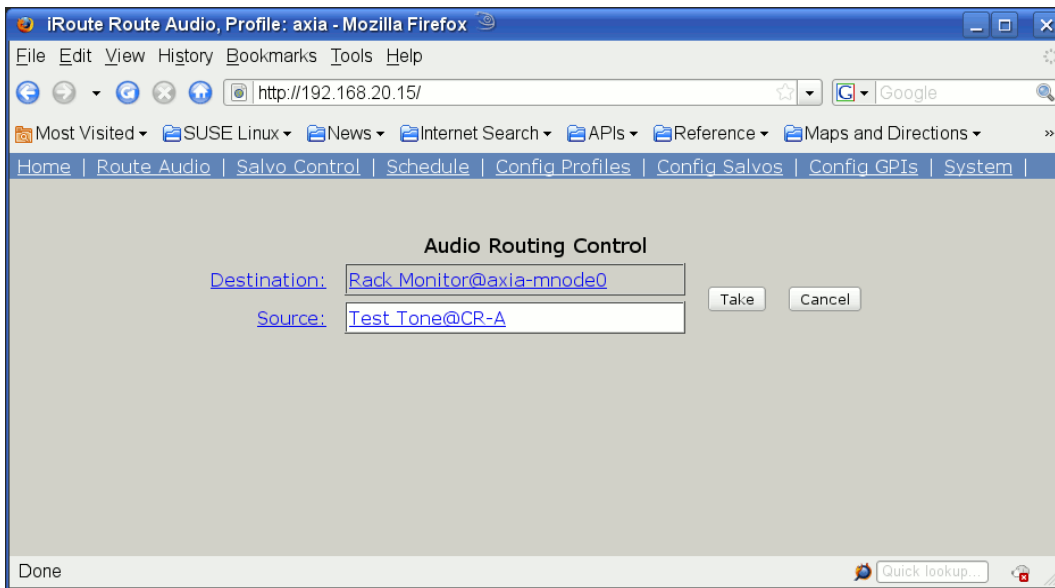 iRoute Route Audio, Profile: axia - Mozilla Firefox
File Edit View History Bookmarks Tools Help
http://192.168.20.15/ G Google
Most Visited SUSE Linux News Internet Search APIs Reference Maps and Directions »
Home | Route Audio | Salvo Control | Schedule | Config Profiles | Config Salvos | Config GPIs | System |
Audio Routing Control
Destination: Rack Monitor@axia-mnode0
Take Cancel
Source: Test Tone@CR-A
Done Quick lookup...